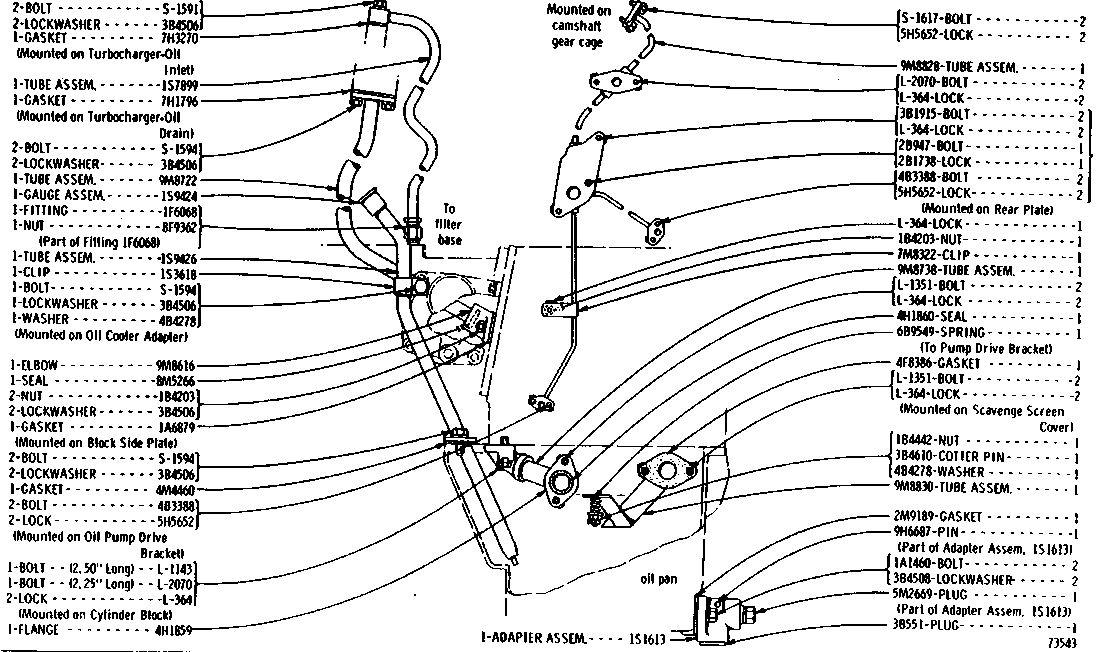 2-BOLT - - - - - - - - - - S-1591
2-LOCKWASHER - - - - 3B4506
1-GASKET - - - - - - - - 7H3270
(Mounted on Turbocharger-Oil
Inlet)
1-TUBE ASSEM. - - - - - 1S7899
1-GASKET - - - - - - - - 7H1796
(Mounted on Turbocharger-Oil
Drain)
2-BOLT - - - - - - - - - - S-1594
2-LOCKWASHER - - - - 3B4506
1-TUBE ASSEM. - - - - - 9M8722
1-GAUGE ASSEM. - - - - 1S9424
1-FITTING - - - - - - - - 1F6068
1-NUT - - - - - - - - - - 8F9362
(Part of Fitting 1F6068)
1-TUBE ASSEM. - - - - - 1S9426
1-CLIP - - - - - - - - - - 1S3618
1-BOLT - - - - - - - - - - S-1594
1-LOCKWASHER - - - - 3B4506
1-WASHER - - - - - - - - 4B4278
(Mounted on Oil Cooler Adapter)
1-ELBOW - - - - - - - - - 9M8616
1-SEAL - - - - - - - - - - 8M5266
2-NUT - - - - - - - - - - 1B4203
2-LOCKWASHER - - - - 3B4506
1-GASKET - - - - - - - - 1A6879
(Mounted on Block Side Plate)
2-BOLT - - - - - - - - - - S-1594
2-LOCKWASHER - - - - 3B4506
1-GASKET - - - - - - - - 4M4460
2-BOLT - - - - - - - - - - 4B3388
2-LOCK - - - - - - - - - - 5H5652
(Mounted on Oil Pump Drive
Bracket)
1-BOLT - - (2.50" Long) - - L-1143
1-BOLT - - (2.25" Long) - - L-2070
2-LOCK - - - - - - - - - - L-364
(Mounted on Cylinder Block)
1-FLANGE - - - - - - - - 4H1859
To
filter
base
Mounted on
camshaft
gear cage
oil pan
1-ADAPTER ASSEM. - - - - 1S1613
S-1617-BOLT - - - - - - - - - - 2
5H5652-LOCK - - - - - - - - - - 2
9M8828-TUBE ASSEM. - - - - - - 1
L-2070-BOLT - - - - - - - - - - 2
L-364-LOCK - - - - - - - - - - 2
3B1915-BOLT - - - - - - - - - - 2
L-364-LOCK - - - - - - - - - - 2
2B947-BOLT - - - - - - - - - - 1
2B1738-LOCK - - - - - - - - - - 1
4B3388-BOLT - - - - - - - - - - 2
5H5652-LOCK - - - - - - - - - - 2
(Mounted on Rear Plate)
L-364-LOCK - - - - - - - - - - 1
1B4203-NUT - - - - - - - - - - 1
7M8322-CLIP - - - - - - - - - - 1
9M8738-TUBE ASSEM. - - - - - - 1
L-1351-BOLT - - - - - - - - - - 2
L-364-LOCK - - - - - - - - - - 2
4H1860-SEAL - - - - - - - - - - 1
6B9549-SPRING - - - - - - - - - 1
(To Pump Drive Bracket)
4F8386-GASKET - - - - - - - - - 1
L-1351-BOLT - - - - - - - - - - 2
L-364-LOCK - - - - - - - - - - 2
(Mounted on Scavenge Screen
Cover)
1B4442-NUT - - - - - - - - - - 1
3B4610-COTTER PIN - - - - - - - 1
4B4278-WASHER - - - - - - - - - 1
9M8830-TUBE ASSEM. - - - - - - 1
2M9189-GASKET - - - - - - - - - 1
9H6687-PIN - - - - - - - - - - 1
(Part of Adapter Assem. 1S1613)
1A1460-BOLT - - - - - - - - - - 2
3B4508-LOCKWASHER - - - - - - 2
5M2669-PLUG - - - - - - - - - - 1
(Part of Adapter Assem. 1S1613)
3B551-PLUG - - - - - - - - - - 1
73543